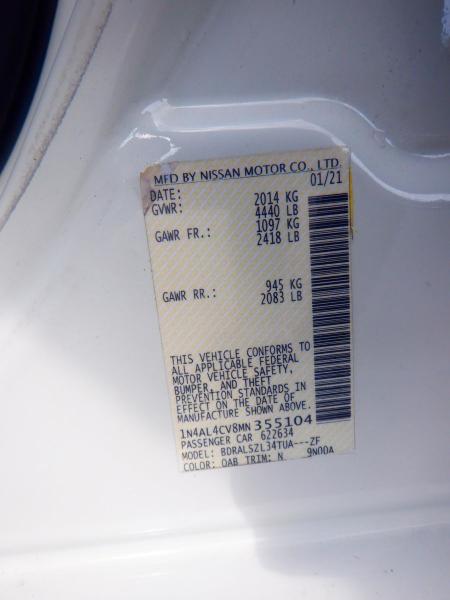 MFD BY NISSAN MOTOR CO., LTD.
DATE: 01/21
GVWR: 2014 KG
4440 LB
GAWR FR.: 1097 KG
2418 LB
GAWR RR.: 945 KG
2083 LB
THIS VEHICLE CONFORMS TO
ALL APPLICABLE FEDERAL
MOTOR VEHICLE SAFETY,
BUMPER, AND THEFT
PREVENTION STANDARDS IN
EFFECT ON THE DATE OF
MANUFACTURE SHOWN ABOVE.
1N4AL4CV8MN 355104
PASSENGER CAR 622634
MODEL: BDRALSZL34TUA---ZF
COLOR: QAB TRIM: N 9N00A